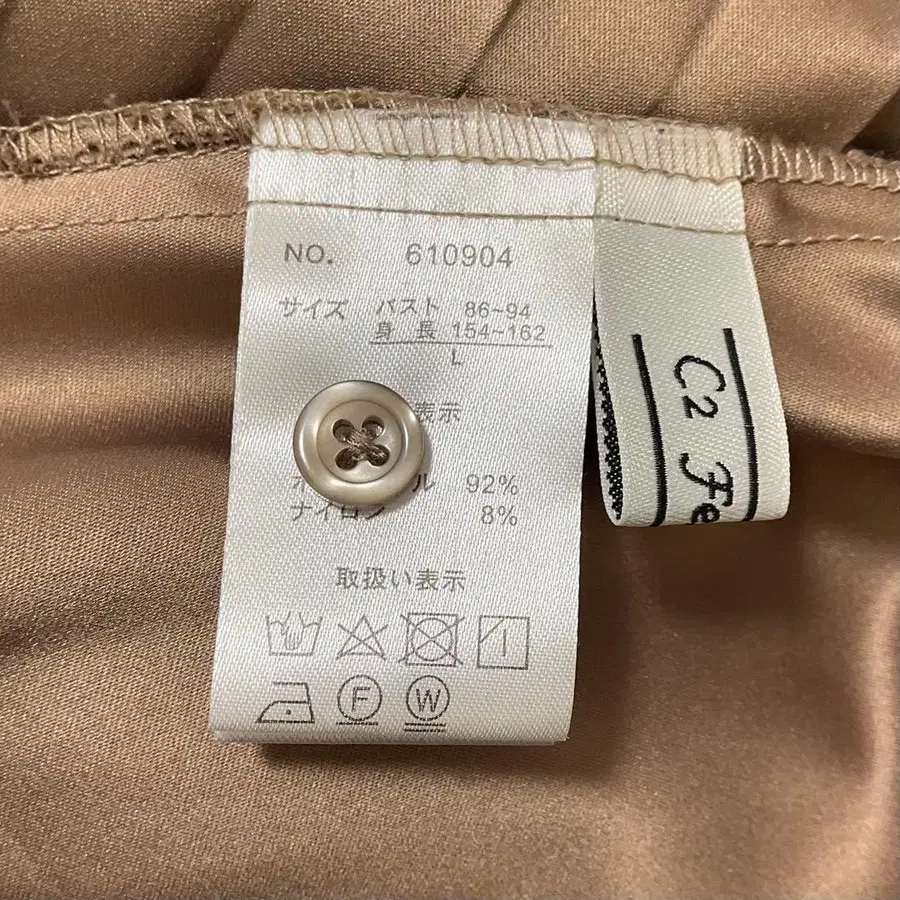 NO. 610904
サイズ バスト 86~94
身長 154~162
L
表示
92%
ナイロン 8%
取扱い表示
F W
C2 Fe